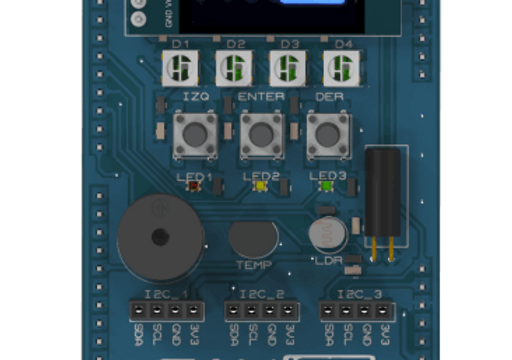 GND
D1 D2 D3 D4
IZQ ENTER DER
LED1 LED2 LED3
TEMP LDR
I2C_1 I2C_2 I2C_3
SDA SCL GND 3V3 SDA SCL GND 3V3 SDA SCL GND 3V3